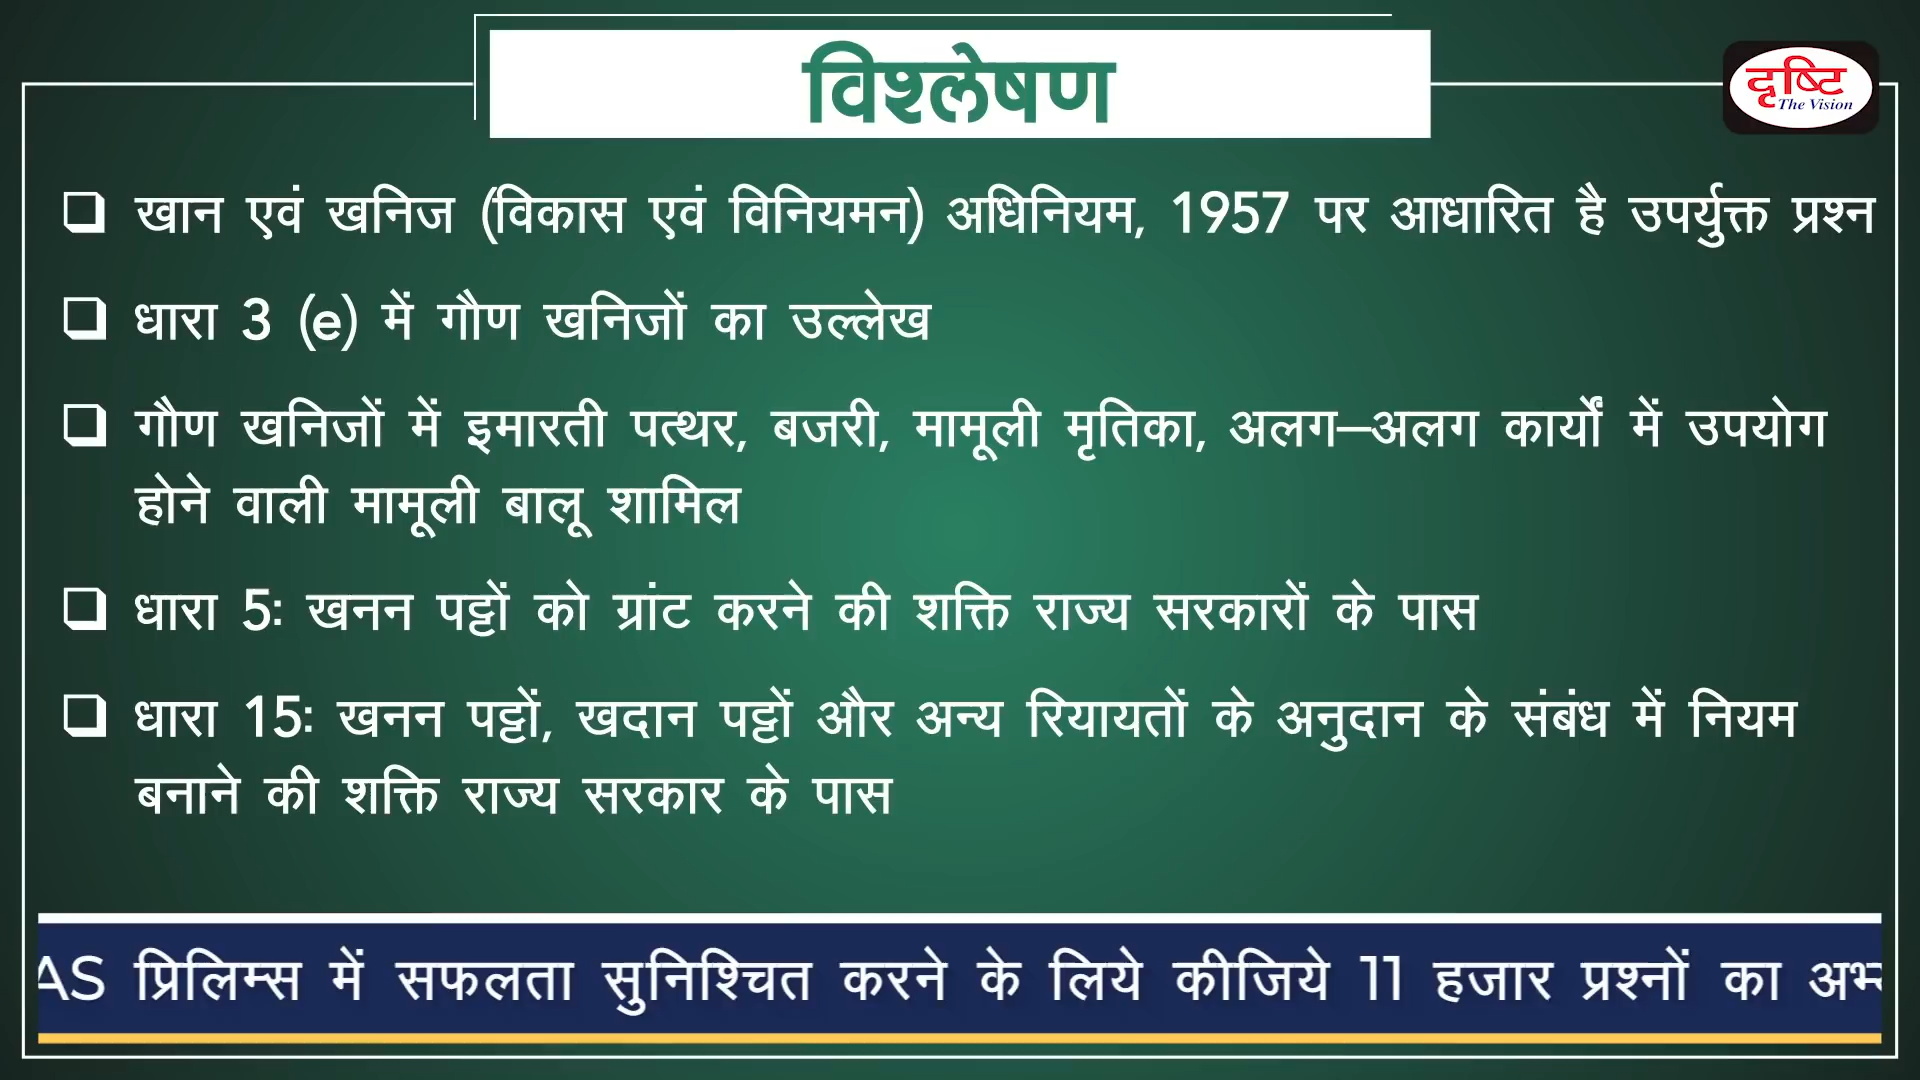 विश्लेषण
दृष्टि
The Vision
❑ खान एवं खनिज (विकास एवं विनियमन) अधिनियम, 1957 पर आधारित है उपर्युक्त प्रश्न
❑ धारा 3 (e) में गौण खनिजों का उल्लेख
❑ गौण खनिजों में इमारती पत्थर, बजरी, मामूली मृतिका, अलग–अलग कार्यों में उपयोग
होने वाली मामूली बालू शामिल
❑ धारा 5: खनन पट्टों को ग्रांट करने की शक्ति राज्य सरकारों के पास
❑ धारा 15: खनन पट्टों, खदान पट्टों और अन्य रियायतों के अनुदान के संबंध में नियम
बनाने की शक्ति राज्य सरकार के पास
AS प्रिलिम्स में सफलता सुनिश्चित करने के लिये कीजिये 11 हजार प्रश्नों का